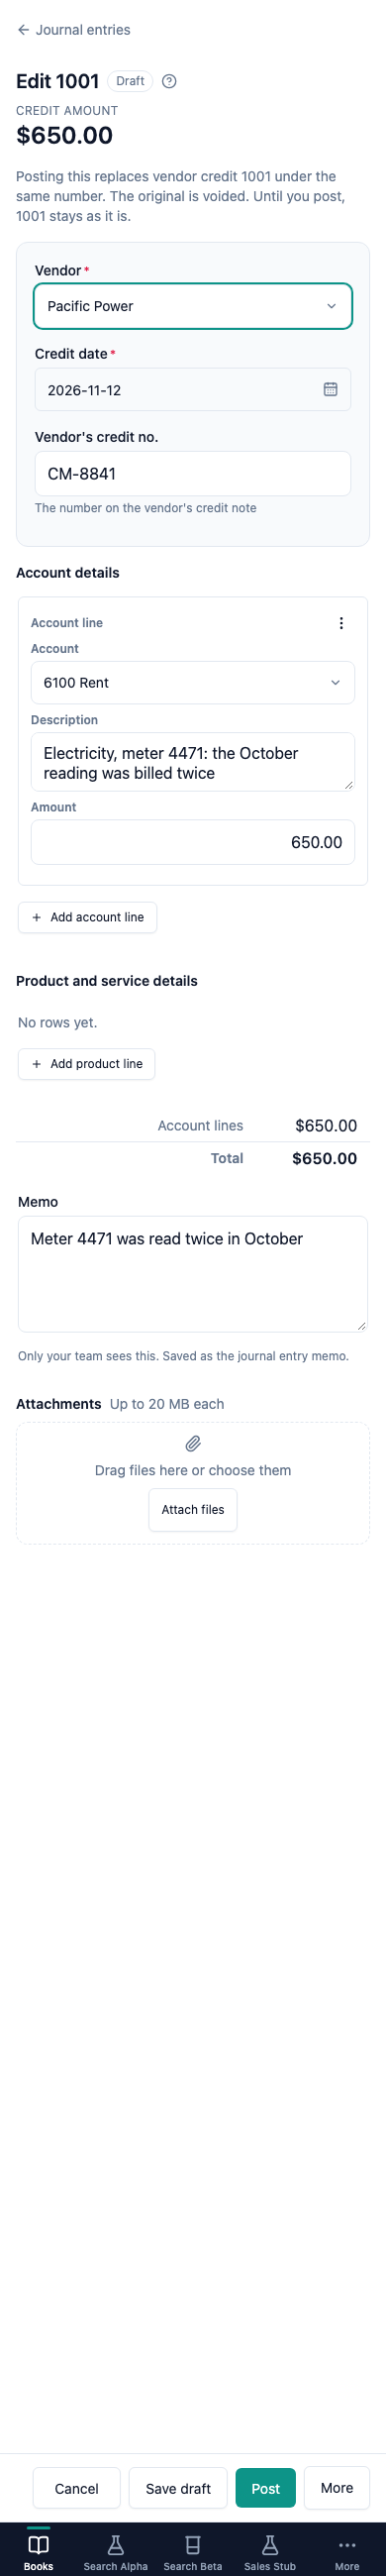 Journal entries
Edit 1001 Draft
CREDIT AMOUNT
$650.00
Posting this replaces vendor credit 1001 under the
same number. The original is voided. Until you post,
1001 stays as it is.
Vendor*
Pacific Power
Credit date*
2026-11-12
Vendor's credit no.
CM-8841
The number on the vendor's credit note
Account details
Account line
Account
6100 Rent
Description
Electricity, meter 4471: the October
reading was billed twice
Amount
650.00
+ Add account line
Product and service details
No rows yet.
+ Add product line
Account lines $650.00
Total $650.00
Memo
Meter 4471 was read twice in October
Only your team sees this. Saved as the journal entry memo.
Attachments Up to 20 MB each
Drag files here or choose them
Attach files
Cancel Save draft Post More
Books Search Alpha Search Beta Sales Stub More